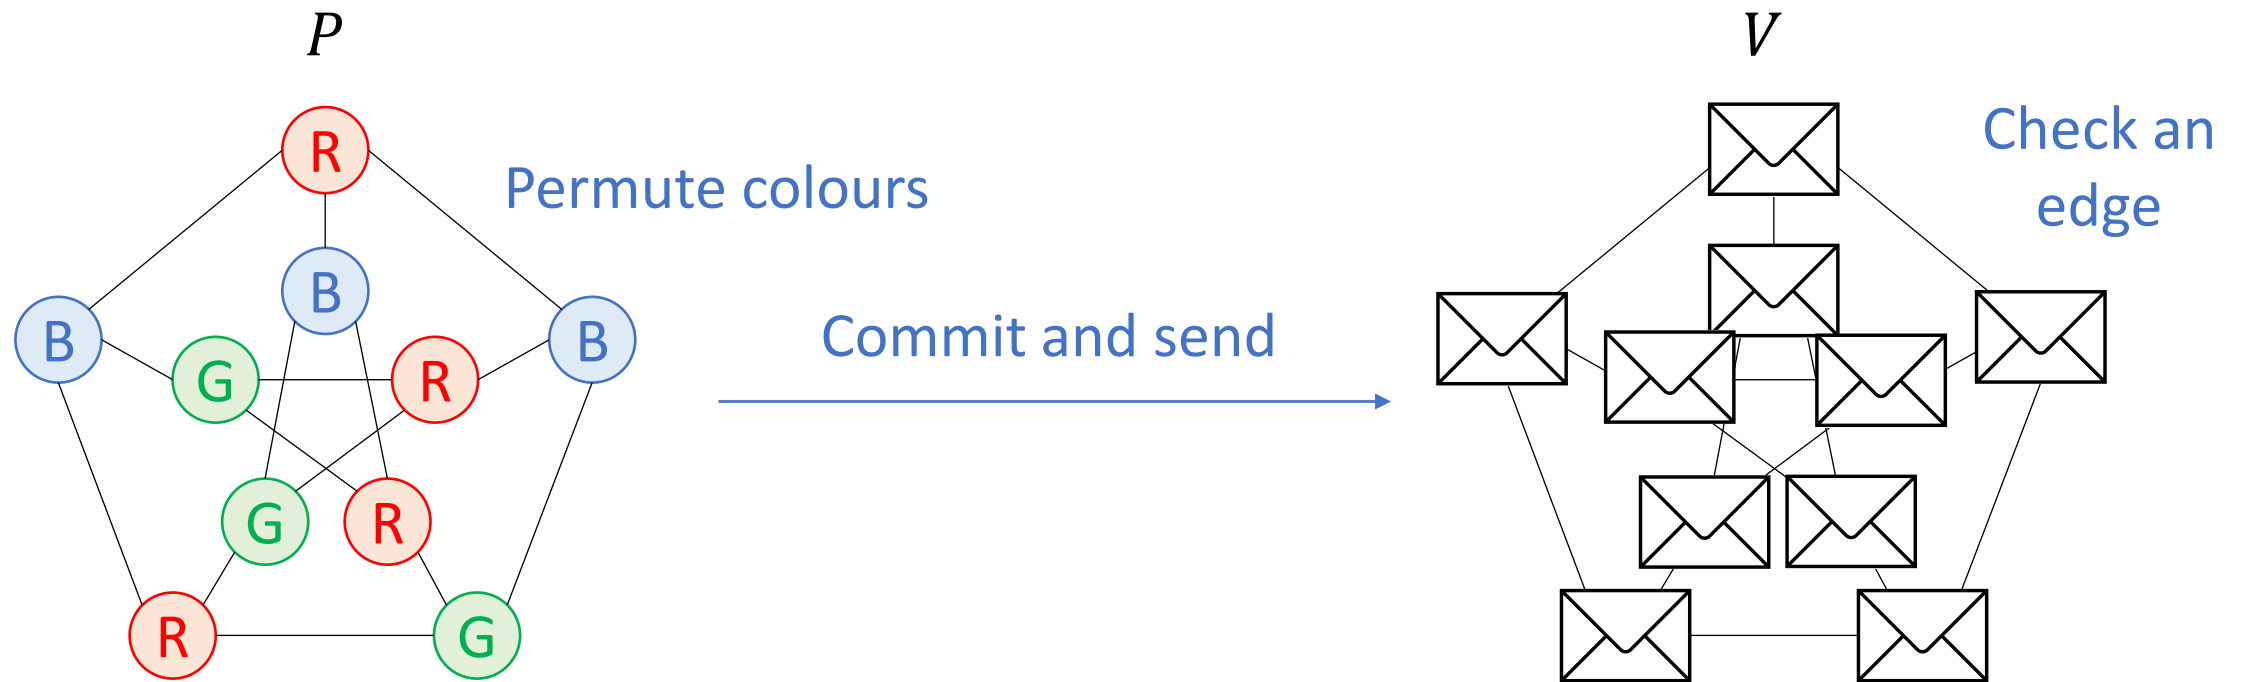 P
V
R
Permute colours
Check an
edge
B
B
B
G
R
Commit and send
G
R
R
G